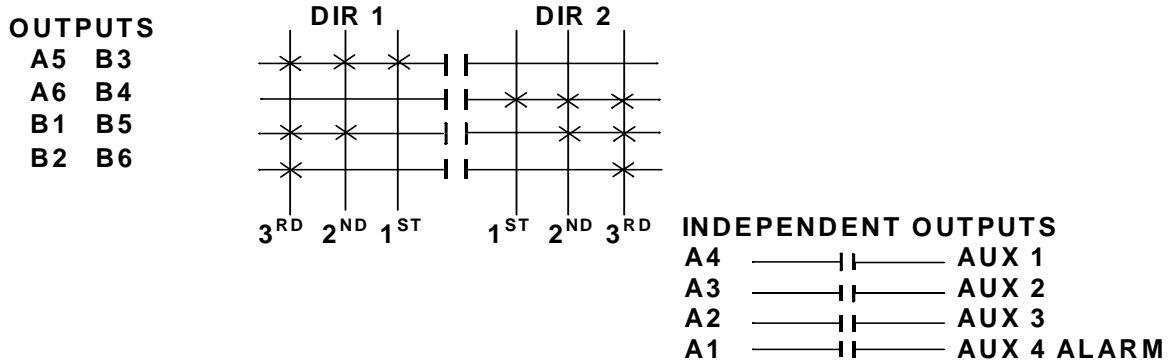 OUTPUTS
DIR 1 DIR 2
A5 B3
A6 B4
B1 B5
B2 B6
3RD 2ND 1ST 1ST 2ND 3RD
INDEPENDENT OUTPUTS
A4 AUX 1
A3 AUX 2
A2 AUX 3
A1 AUX 4 ALARM